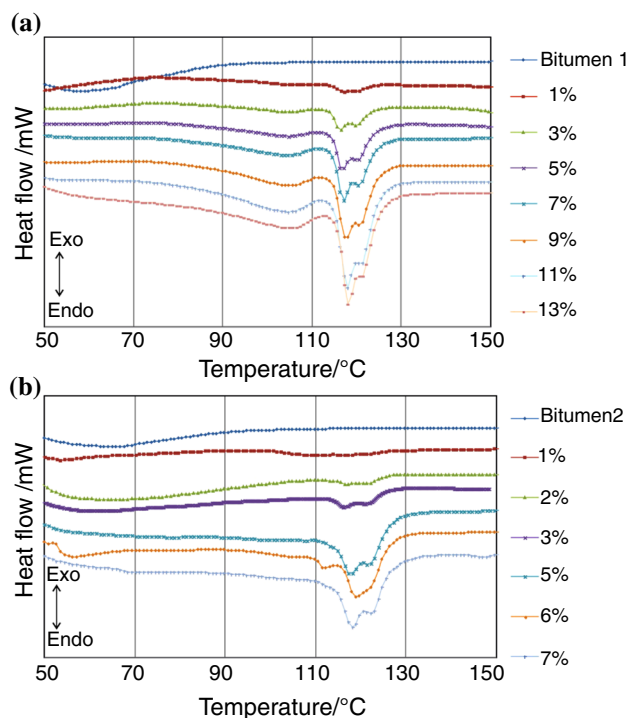 (a)
Heat flow /mW
Exo
Endo
50 70 90 110 130 150
Temperature/°C
Bitumen 1
1%
3%
5%
7%
9%
11%
13%
(b)
Heat flow /mW
Exo
Endo
50 70 90 110 130 150
Temperature/°C
Bitumen2
1%
2%
3%
5%
6%
7%